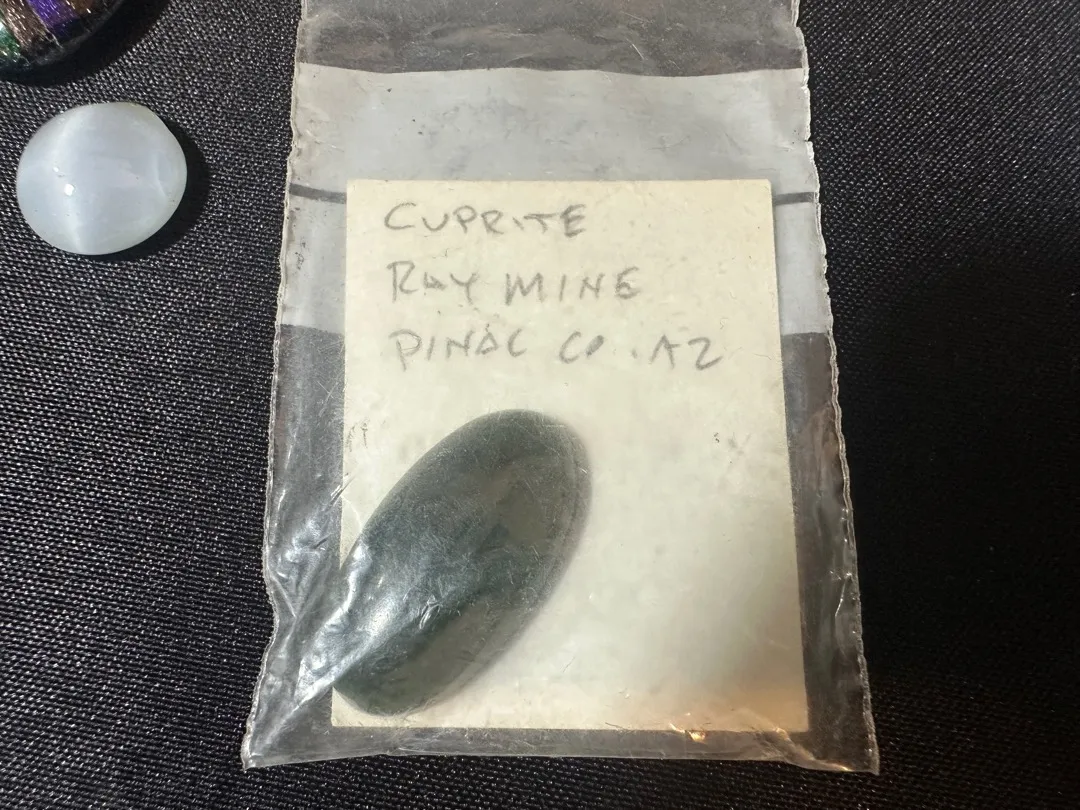 CUPRITE
RAY MINE
PINAL CO. AZ